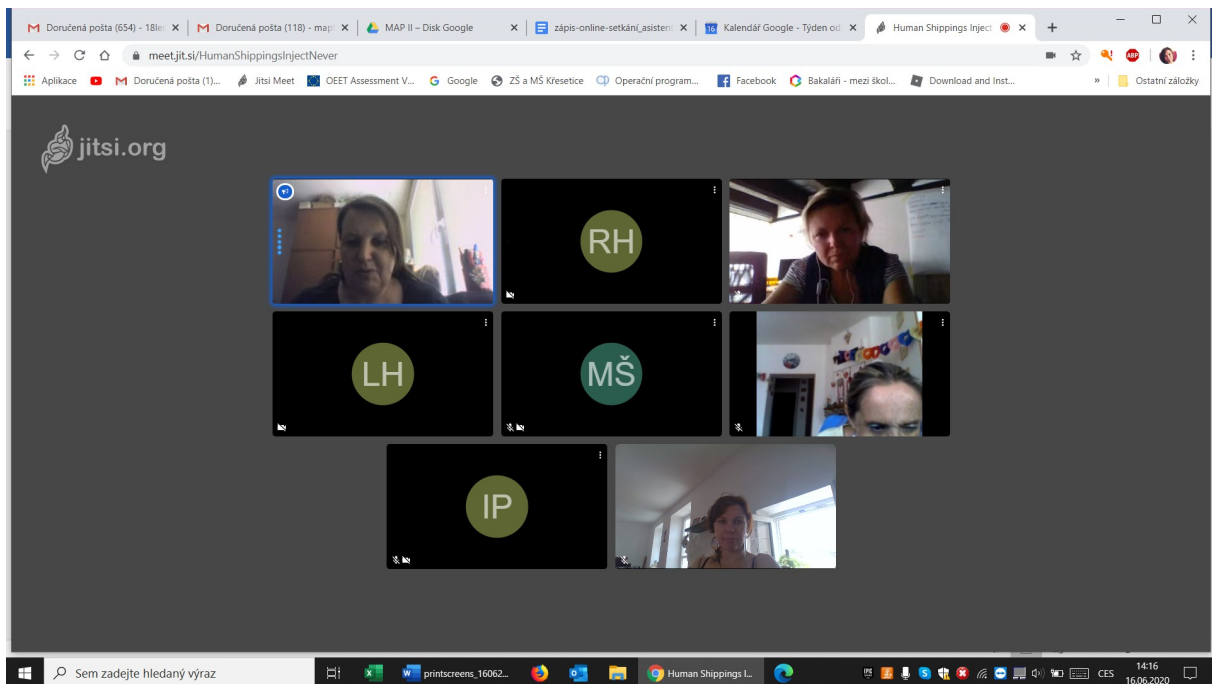 Doručená pošta (654) - 18le
Doručená pošta (118) - map
MAP II – Disk Google
zápis-online-setkání_asistent
16
Kalendář Google - Týden od
Human Shippings Inject
meet.jit.si/HumanShippingsInjectNever
ABP
Aplikace
Doručená pošta (1)...
Jitsi Meet
OEET Assessment V...
Google
ZŠ a MŠ Křesetice
Operační program...
Facebook
Bakaláři - mezi škol...
Download and Inst...
»
Ostatní záložky
jitsi.org
RH
LH
MŠ
IP
Sem zadejte hledaný výraz
printscreens_16062...
Human Shippings I...
CES
14:16
16.06.2020